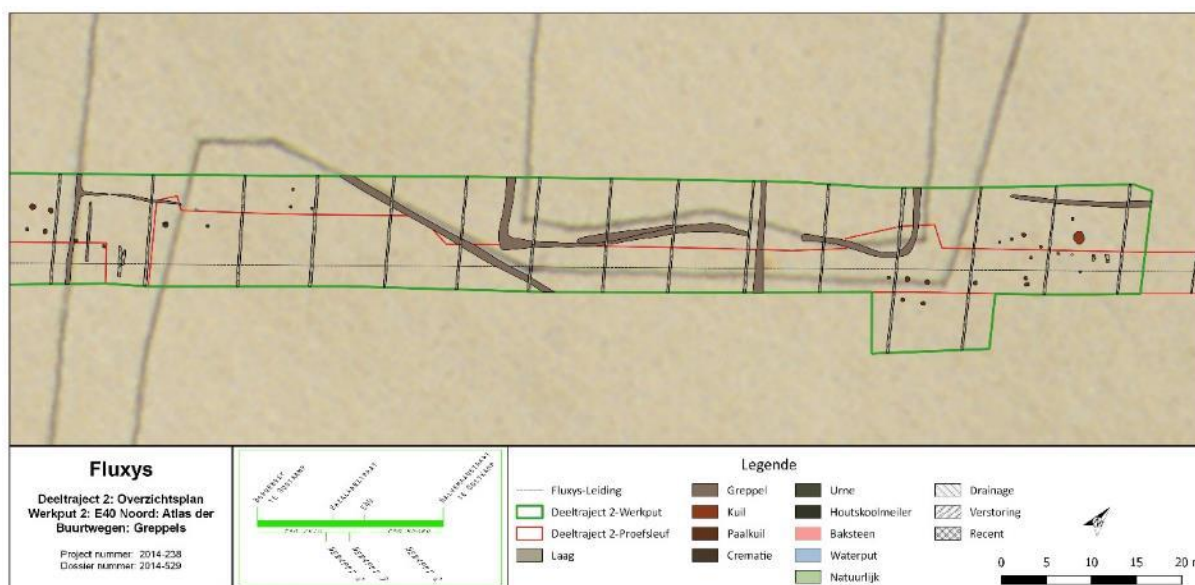 Fluxys
Deeltraject 2: Overzichtsplan
Werkput 2: E40 Noord: Atlas der
Buurtwegen: Greppels
Project nummer: 2014-238
Dossier nummer: 2014-529
E40
Legende
Fluxys-Leiding
Deeltraject 2-Werkput
Deeltraject 2-Proefsleuf
Laag
Greppel
Kuil
Paalkuil
Crematie
Urne
Houtskoolmeiler
Baksteen
Waterput
Natuurlijk
Drainage
Verstoring
Recent
0 5 10 15 20 m